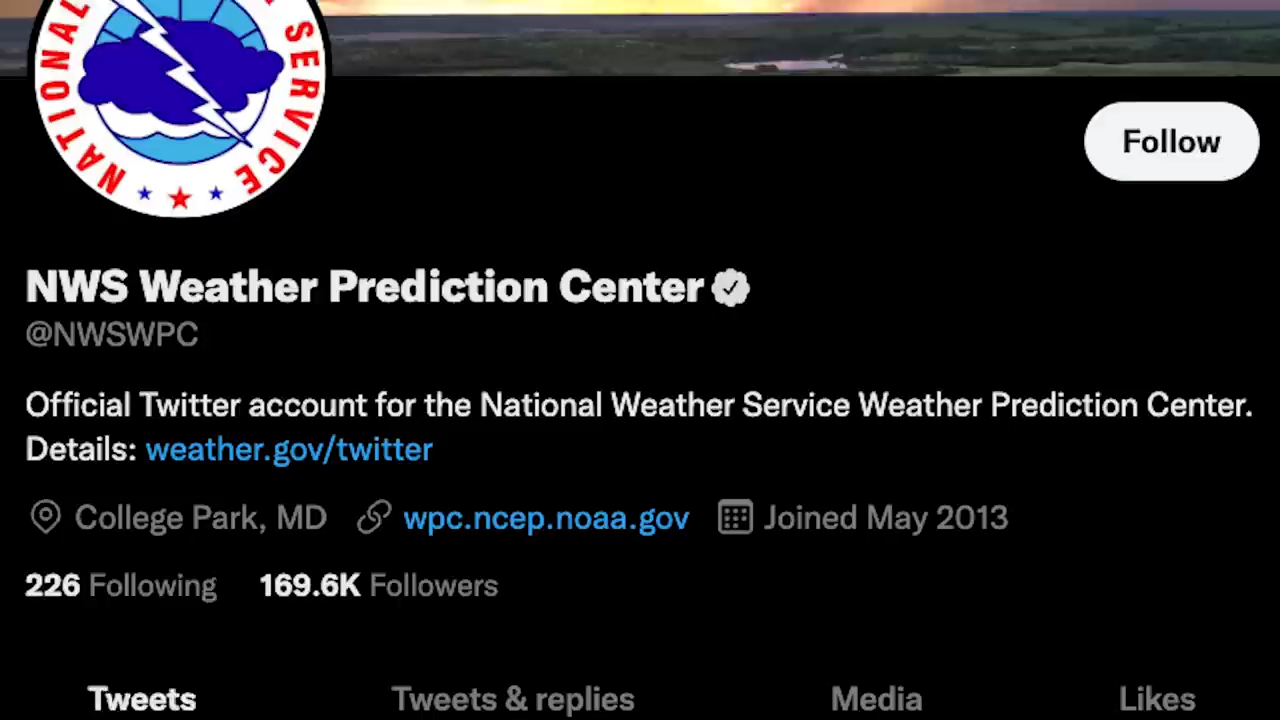 NATIONAL SERVICE
Follow
NWS Weather Prediction Center
@NWSWPC
Official Twitter account for the National Weather Service Weather Prediction Center.
Details: weather.gov/twitter
College Park, MD wpc.ncep.noaa.gov Joined May 2013
226 Following 169.6K Followers
Tweets Tweets & replies Media Likes